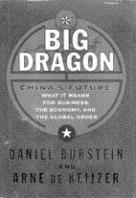 BIG
DRAGON
CHINA'S FUTURE
WHAT IT MEANS
FOR BUSINESS,
THE ECONOMY, AND
THE GLOBAL ORDER
DANIEL BURSTEIN
AND
ARNE DE KEIJZER